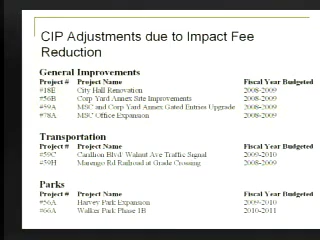 CIP Adjustments due to Impact Fee
Reduction
General Improvements
Project # Project Name Fiscal Year Budgeted
#18E City Hall Renovation 2008-2009
#56B Corp Yard Annex Site Improvements 2008-2009
#59A MSC and Corp Yard Annex Gated Entries Upgrade 2008-2009
#78A MSC Office Expansion 2008-2009
Transportation
Project # Project Name Fiscal Year Budgeted
#59C Carillion Blvd/ Walnut Ave Traffic Signal 2009-2010
#59H Marengo Rd Railroad at Grade Crossing 2008-2009
Parks
Project # Project Name Fiscal Year Budgeted
#56A Harvey Park Expansion 2009-2010
#66A Walker Park Phase 1B 2010-2011